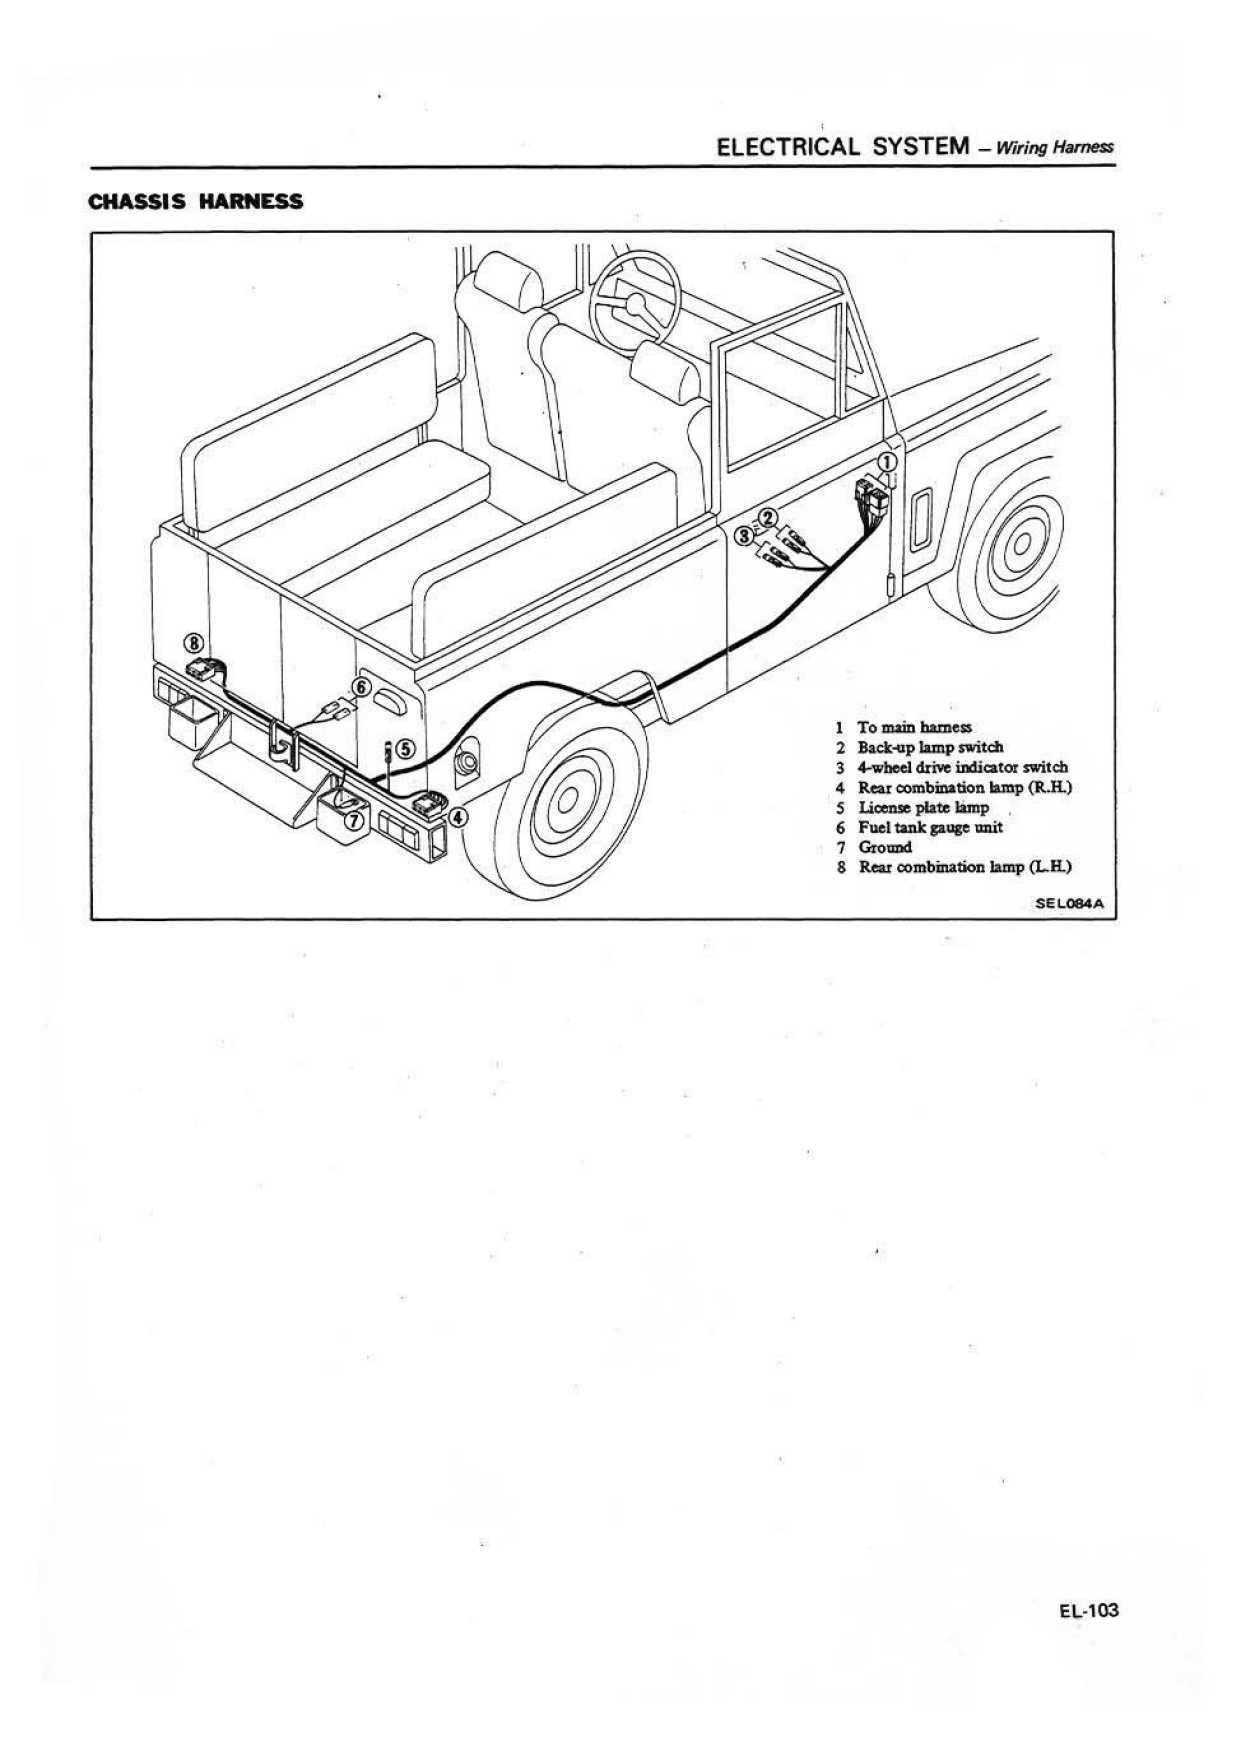 ELECTRICAL SYSTEM – Wiring Harness
CHASSIS HARNESS
1
2
3
8
6
5
7
4
1 To main harness
2 Back-up lamp switch
3 4-wheel drive indicator switch
4 Rear combination lamp (R.H.)
5 License plate lamp
6 Fuel tank gauge unit
7 Ground
8 Rear combination lamp (L.H.)
SEL084A
EL-103